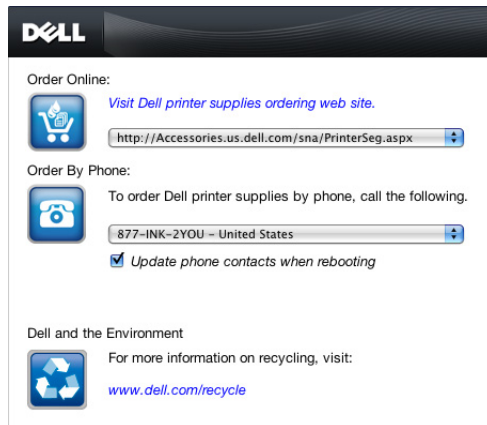 DELL
Order Online:
Visit Dell printer supplies ordering web site.
http://Accessories.us.dell.com/sna/PrinterSeg.aspx
Order By Phone:
To order Dell printer supplies by phone, call the following.
877-INK-2YOU – United States
Update phone contacts when rebooting
Dell and the Environment
For more information on recycling, visit:
www.dell.com/recycle